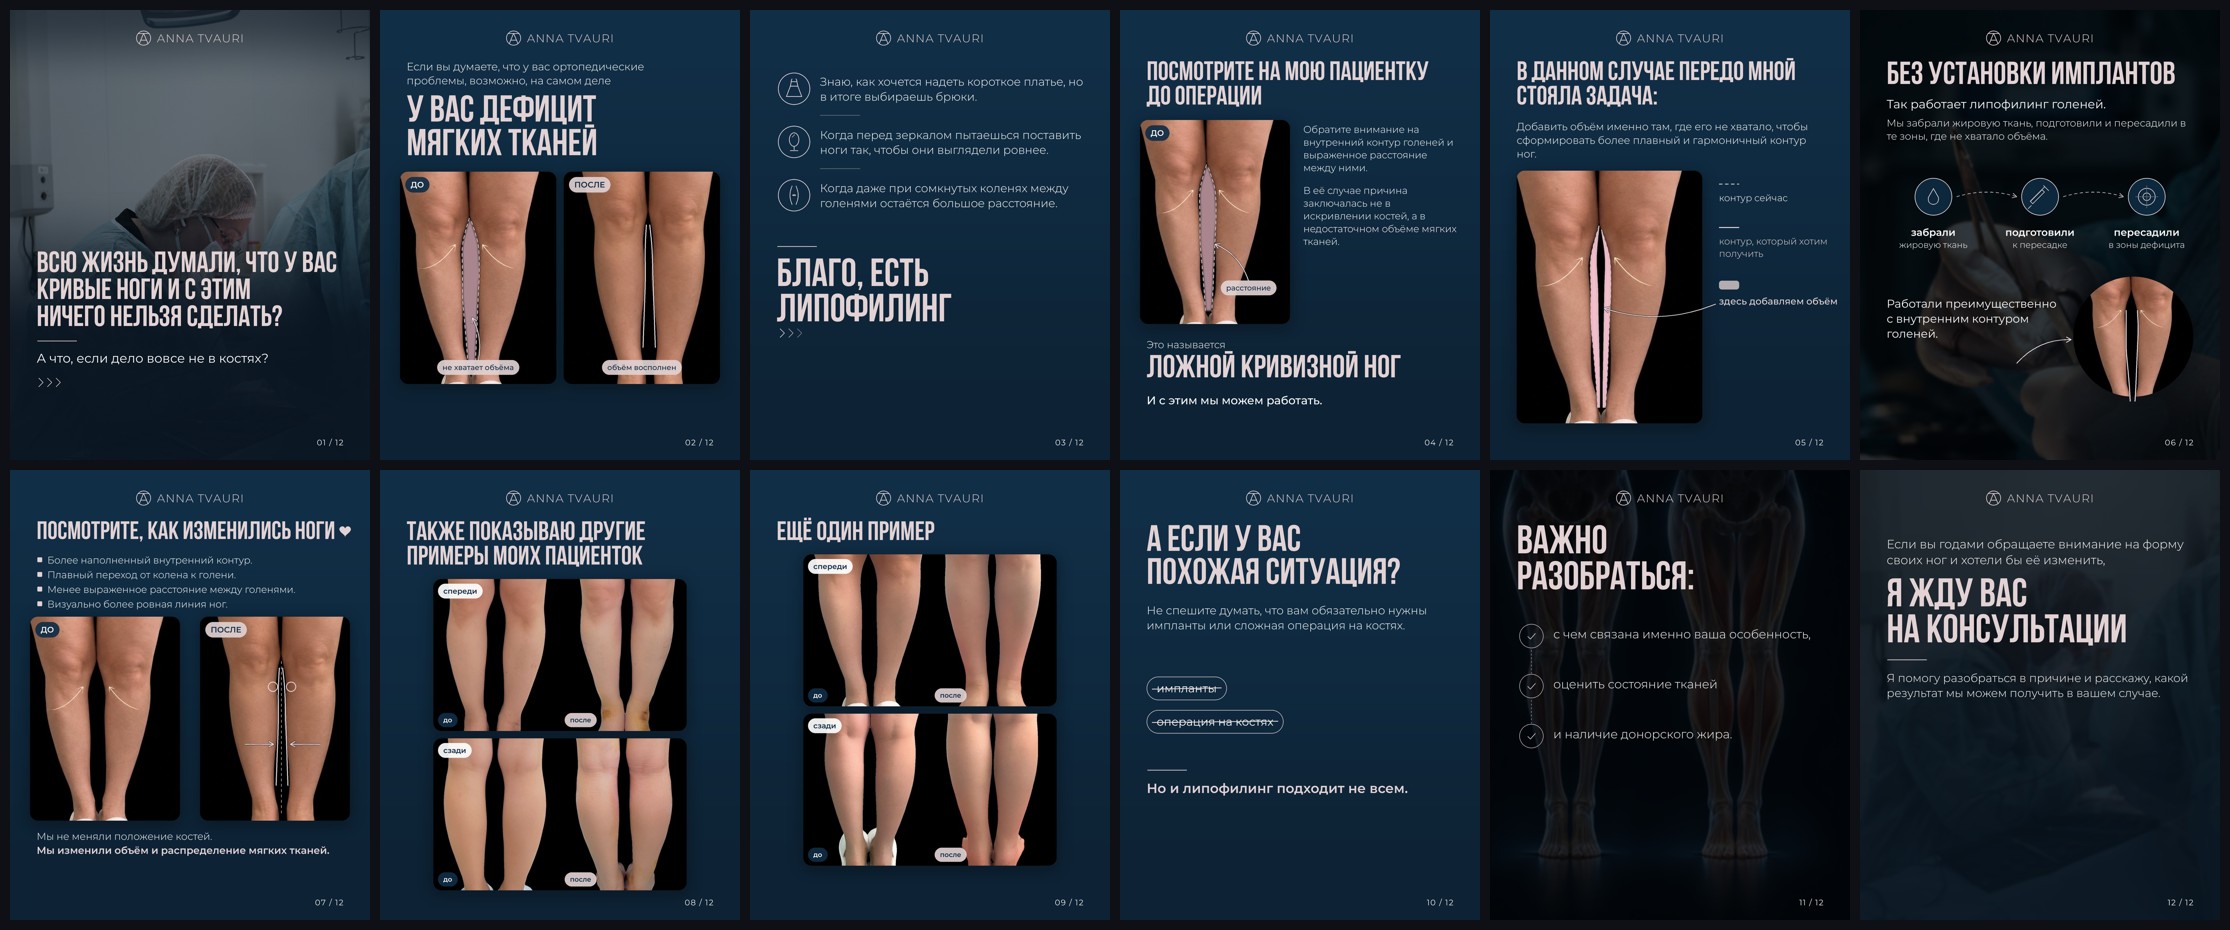 ANNA TVAURI
ВСЮ ЖИЗНЬ ДУМАЛИ, ЧТО У ВАС
КРИВЫЕ НОГИ И С ЭТИМ
НИЧЕГО НЕЛЬЗЯ СДЕЛАТЬ?
А что, если дело вовсе не в костях?
01 / 12
ANNA TVAURI
Если вы думаете, что у вас ортопедические
проблемы, возможно, на самом деле
У ВАС ДЕФИЦИТ
МЯГКИХ ТКАНЕЙ
ДО
ПОСЛЕ
не хватает объёма
объём восполнен
02 / 12
ANNA TVAURI
Знаю, как хочется надеть короткое платье, но
в итоге выбираешь брюки.
Когда перед зеркалом пытаешься поставить
ноги так, чтобы они выглядели ровнее.
Когда даже при сомкнутых коленях между
голенями остаётся большое расстояние.
БЛАГО, ЕСТЬ
ЛИПОФИЛИНГ
03 / 12
ANNA TVAURI
ПОСМОТРИТЕ НА МОЮ ПАЦИЕНТКУ
ДО ОПЕРАЦИИ
ДО
Обратите внимание на
внутренний контур голеней и
выраженное расстояние
между ними.
В её случае причина
заключалась не в
искривлении костей, а в
недостаточном объёме мягких
тканей.
расстояние
Это называется
ЛОЖНОЙ КРИВИЗНОЙ НОГ
И с этим мы можем работать.
04 / 12
ANNA TVAURI
В ДАННОМ СЛУЧАЕ ПЕРЕДО МНОЙ
СТОЯЛА ЗАДАЧА:
Добавить объём именно там, где его не хватало, чтобы
сформировать более плавный и гармоничный контур
ног.
контур сейчас
контур, который хотим
получить
здесь добавляем объём
05 / 12
ANNA TVAURI
БЕЗ УСТАНОВКИ ИМПЛАНТОВ
Так работает липофилинг голеней.
Мы забрали жировую ткань, подготовили и пересадили в
те зоны, где не хватало объёма.
забрали
жировую ткань
подготовили
к пересадке
пересадили
в зоны дефицита
Работали преимущественно
с внутренним контуром
голеней.
06 / 12
ANNA TVAURI
ПОСМОТРИТЕ, КАК ИЗМЕНИЛИСЬ НОГИ
Более наполненный внутренний контур.
Плавный переход от колена к голени.
Менее выраженное расстояние между голенями.
Визуально более ровная линия ног.
ДО
ПОСЛЕ
Мы не меняли положение костей.
Мы изменили объём и распределение мягких тканей.
07 / 12
ANNA TVAURI
ТАКЖЕ ПОКАЗЫВАЮ ДРУГИЕ
ПРИМЕРЫ МОИХ ПАЦИЕНТОК
спереди
до
после
сзади
до
после
08 / 12
ANNA TVAURI
ЕЩЁ ОДИН ПРИМЕР
спереди
до
после
сзади
до
после
09 / 12
ANNA TVAURI
А ЕСЛИ У ВАС
ПОХОЖАЯ СИТУАЦИЯ?
Не спешите думать, что вам обязательно нужны
импланты или сложная операция на костях.
импланты
операция на костях
Но и липофилинг подходит не всем.
10 / 12
ANNA TVAURI
ВАЖНО
РАЗОБРАТЬСЯ:
с чем связана именно ваша особенность,
оценить состояние тканей
и наличие донорского жира.
11 / 12
ANNA TVAURI
Если вы годами обращаете внимание на форму
своих ног и хотели бы её изменить,
Я ЖДУ ВАС
НА КОНСУЛЬТАЦИИ
Я помогу разобраться в причине и расскажу, какой
результат мы можем получить в вашем случае.
12 / 12